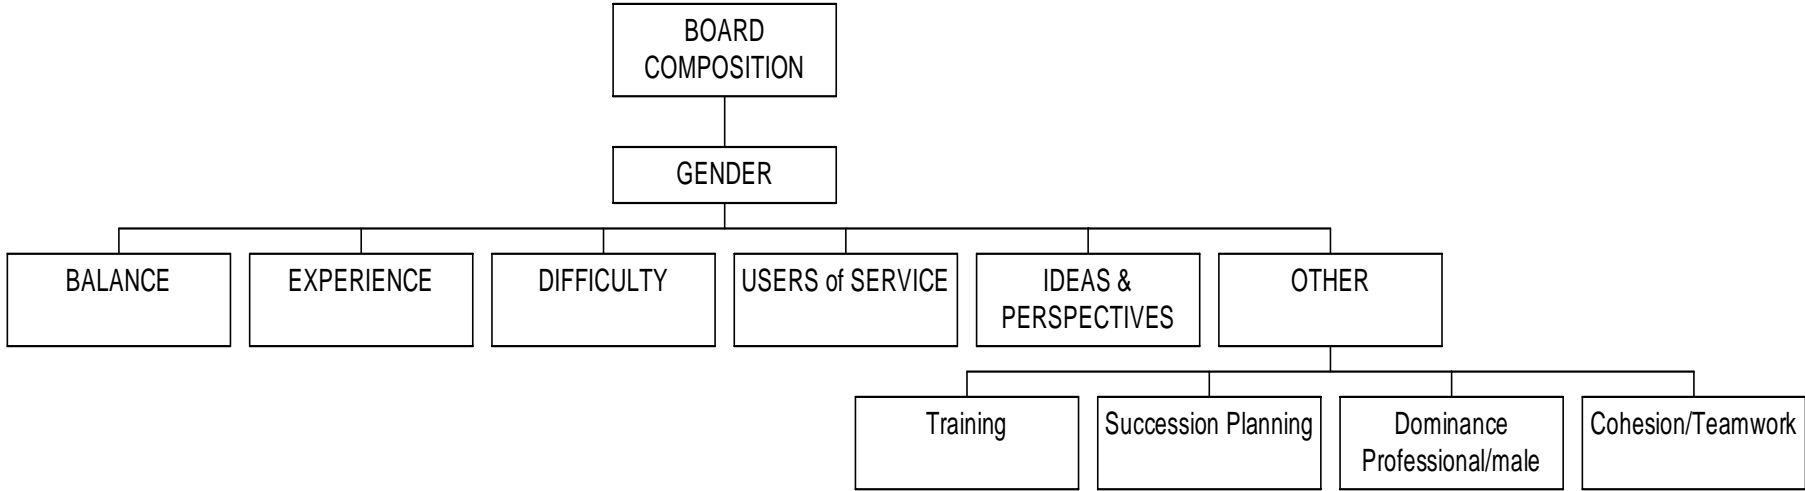 BOARD
COMPOSITION
GENDER
BALANCE
EXPERIENCE
DIFFICULTY
USERS of SERVICE
IDEAS &
PERSPECTIVES
OTHER
Training
Succession Planning
Dominance
Professional/male
Cohesion/Teamwork